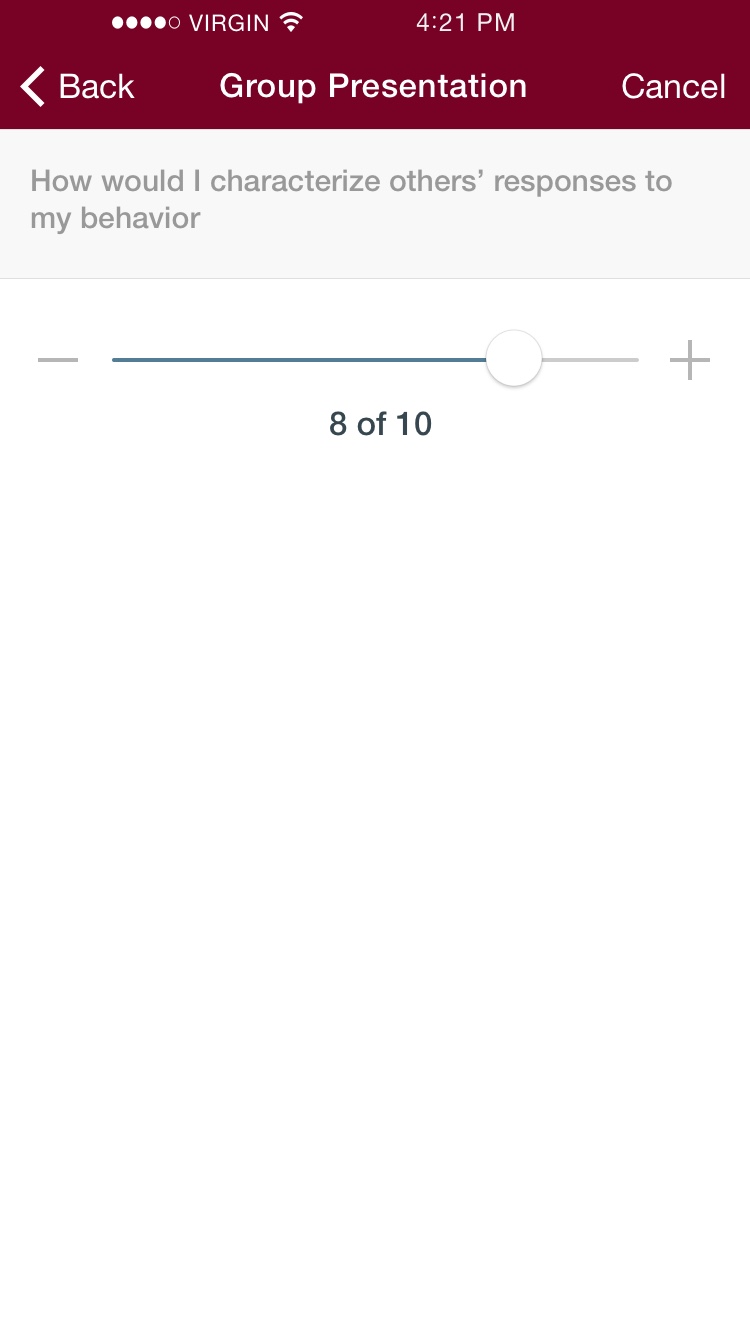 VIRGIN 4:21 PM
Back Group Presentation Cancel
How would I characterize others’ responses to
my behavior
8 of 10